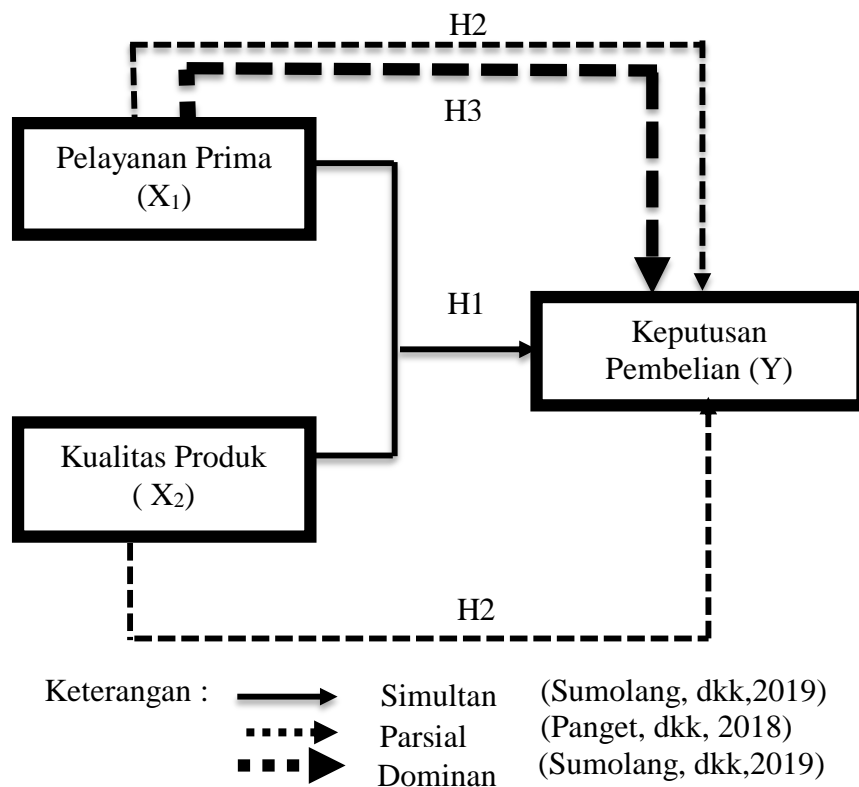 H2
H3
Pelayanan Prima
(X₁)
H1
Keputusan
Pembelian (Y)
Kualitas Produk
( X₂)
H2
Keterangan :
Simultan (Sumolang, dkk,2019)
Parsial (Panget, dkk, 2018)
Dominan (Sumolang, dkk,2019)